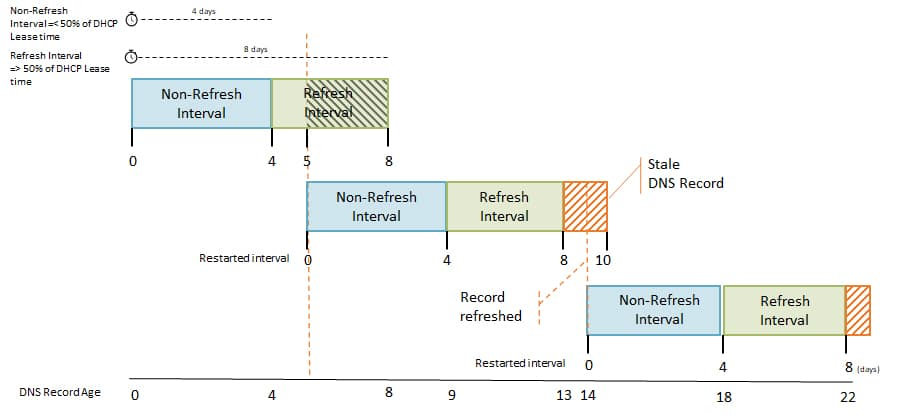 Non-Refresh
Interval=<50% of DHCP
Lease time
4 days
Refresh Interval
=> 50% of DHCP Lease
time
8 days
Non-Refresh
Interval
Refresh
Interval
0
4
5
8
Stale
DNS Record
Non-Refresh
Interval
Refresh
Interval
Restarted interval
0
4
8
10
Record
refreshed
Non-Refresh
Interval
Refresh
Interval
Restarted interval
0
4
8 (days)
DNS Record Age
0
4
8
9
13
14
18
22